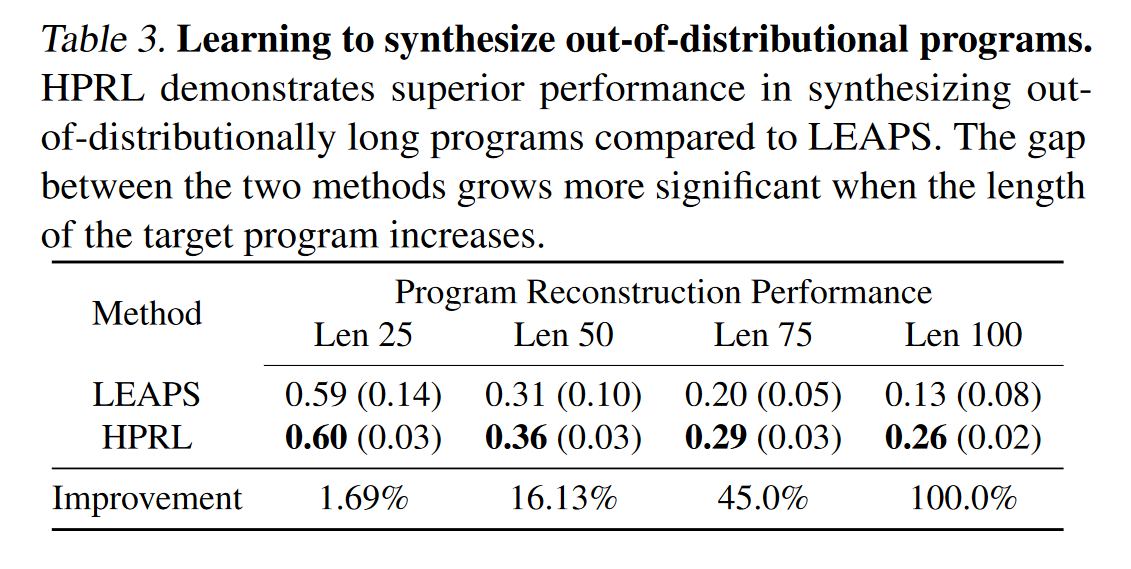 Table 3. Learning to synthesize out-of-distributional programs.
HPRL demonstrates superior performance in synthesizing out-
of-distributionally long programs compared to LEAPS. The gap
between the two methods grows more significant when the length
of the target program increases.
Method Program Reconstruction Performance
Len 25 Len 50 Len 75 Len 100
LEAPS 0.59 (0.14) 0.31 (0.10) 0.20 (0.05) 0.13 (0.08)
HPRL 0.60 (0.03) 0.36 (0.03) 0.29 (0.03) 0.26 (0.02)
Improvement 1.69% 16.13% 45.0% 100.0%